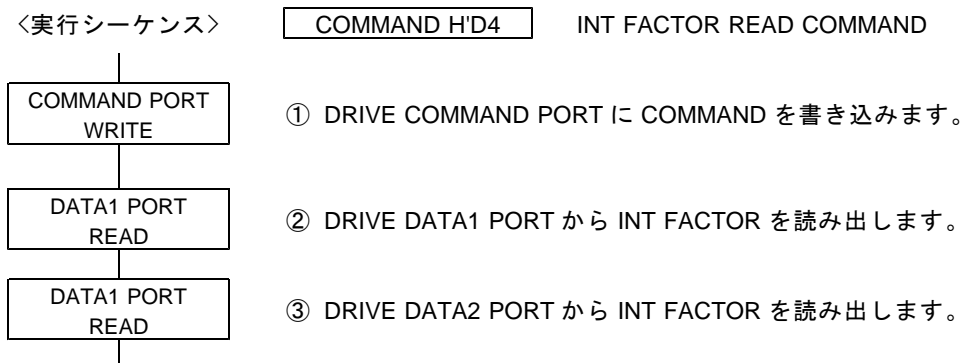 〈実行シーケンス〉 COMMAND H'D4 INT FACTOR READ COMMAND
COMMAND PORT
WRITE
① DRIVE COMMAND PORT に COMMAND を書き込みます。
DATA1 PORT
READ
② DRIVE DATA1 PORT から INT FACTOR を読み出します。
DATA1 PORT
READ
③ DRIVE DATA2 PORT から INT FACTOR を読み出します。